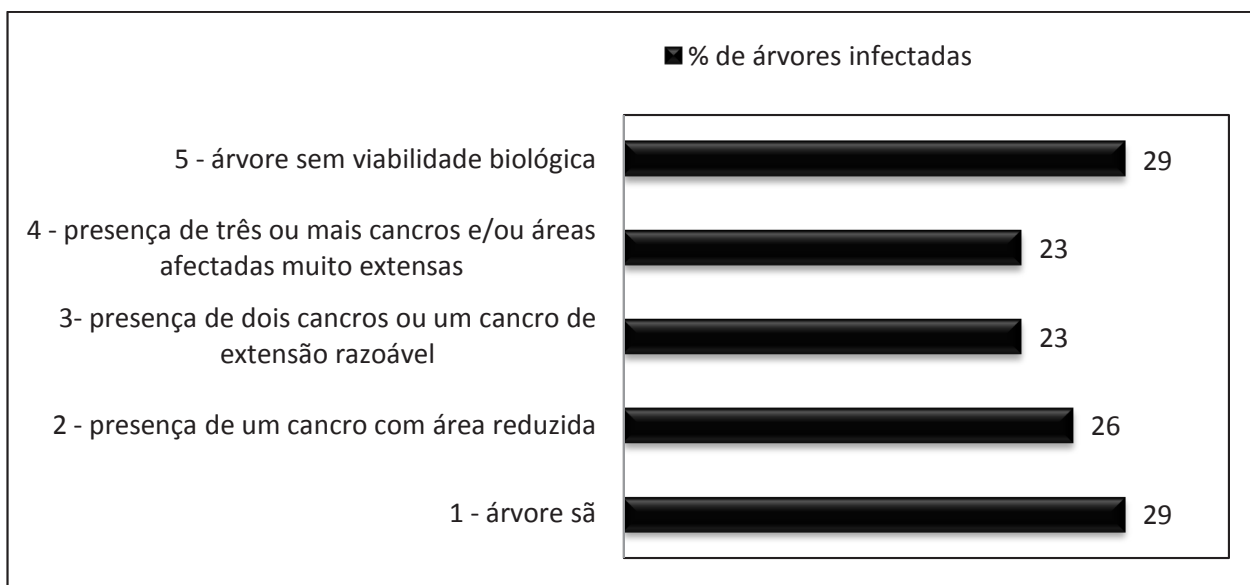 % de árvores infectadas
5 - árvore sem viabilidade biológica
29
4 - presença de três ou mais cancros e/ou áreas
afectadas muito extensas
23
3- presença de dois cancros ou um cancro de
extensão razoável
23
2 - presença de um cancro com área reduzida
26
1 - árvore sã
29